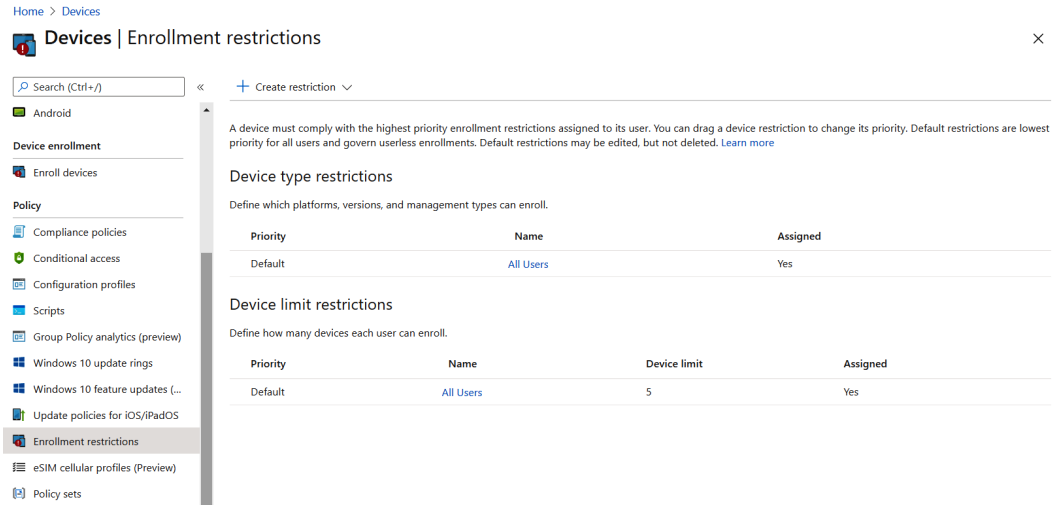 Home > Devices
Devices | Enrollment restrictions
Search (Ctrl+/)
«
Android
Device enrollment
Enroll devices
Policy
Compliance policies
Conditional access
Configuration profiles
Scripts
Group Policy analytics (preview)
Windows 10 update rings
Windows 10 feature updates (...
Update policies for iOS/iPadOS
Enrollment restrictions
eSIM cellular profiles (Preview)
Policy sets
+ Create restriction
A device must comply with the highest priority enrollment restrictions assigned to its user. You can drag a device restriction to change its priority. Default restrictions are lowest
priority for all users and govern userless enrollments. Default restrictions may be edited, but not deleted. Learn more
Device type restrictions
Define which platforms, versions, and management types can enroll.
Priority Name Assigned
Default All Users Yes
Device limit restrictions
Define how many devices each user can enroll.
Priority Name Device limit Assigned
Default All Users 5 Yes